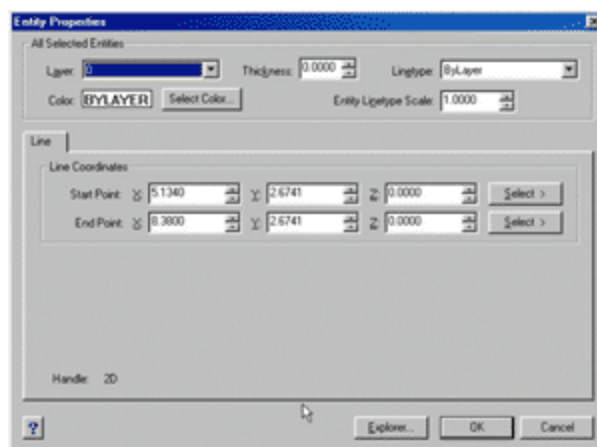 Entity Properties
All Selected Entities
Layer: 0 Thickness: 0.0000 Linetype: ByLayer
Color: BYLAYER Select Color... Entity Linetype Scale: 1.0000
Line
Line Coordinates
Start Point: X: 5.1340 Y: 2.6741 Z: 0.0000 Select >
End Point: X: 8.3800 Y: 2.6741 Z: 0.0000 Select >
Handle: 2D
? Explorer... OK Cancel